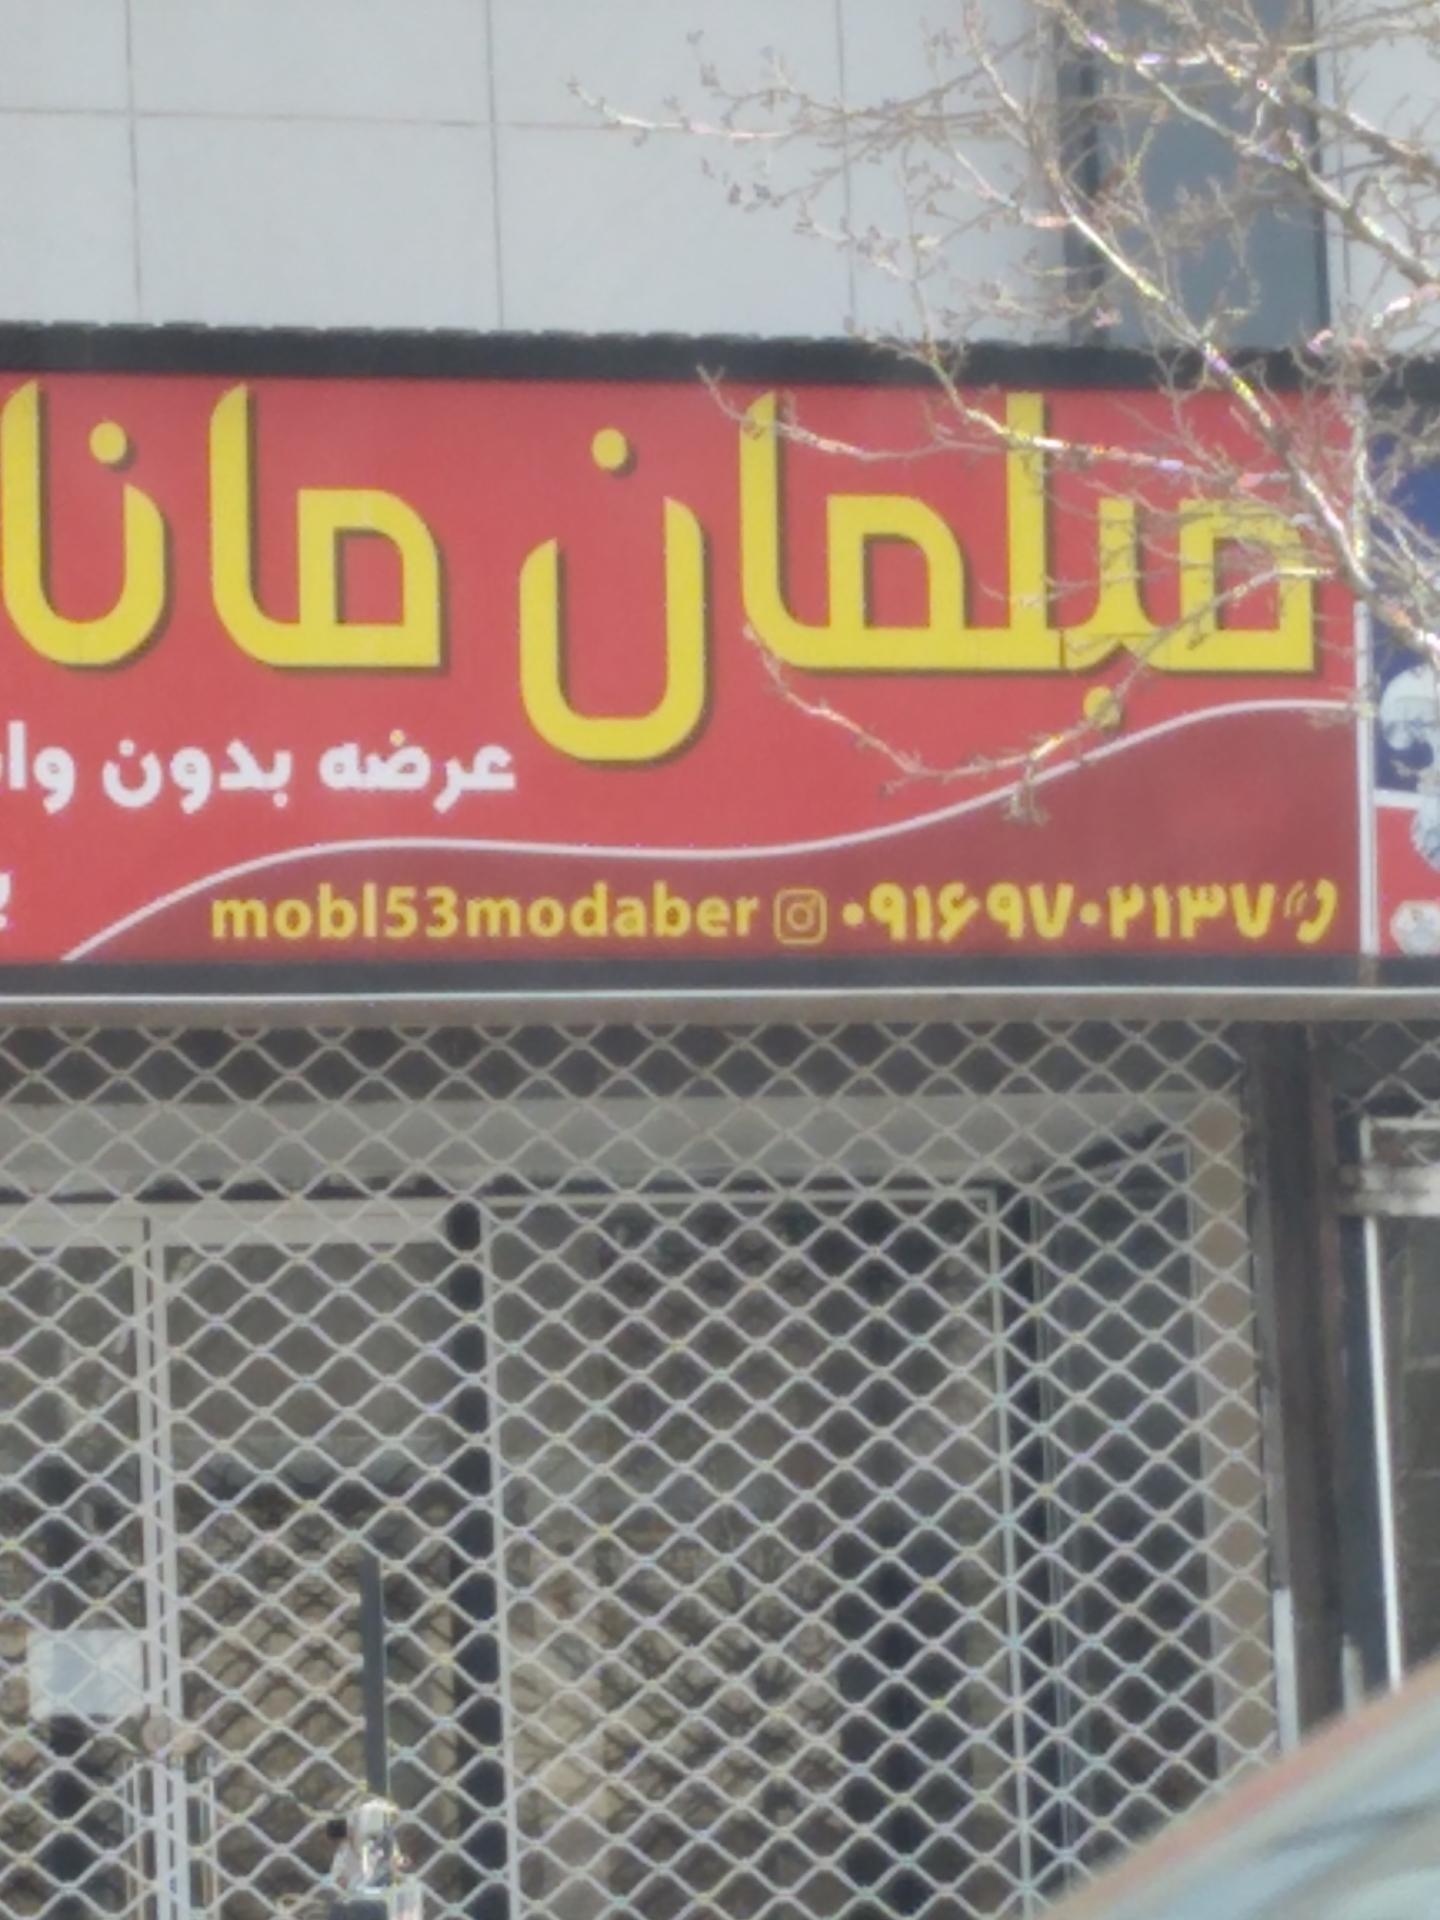 مبلمان مانا
عرضه بدون
۰۹۱۶۹۷۰۲۱۳۷ mobl53modaber